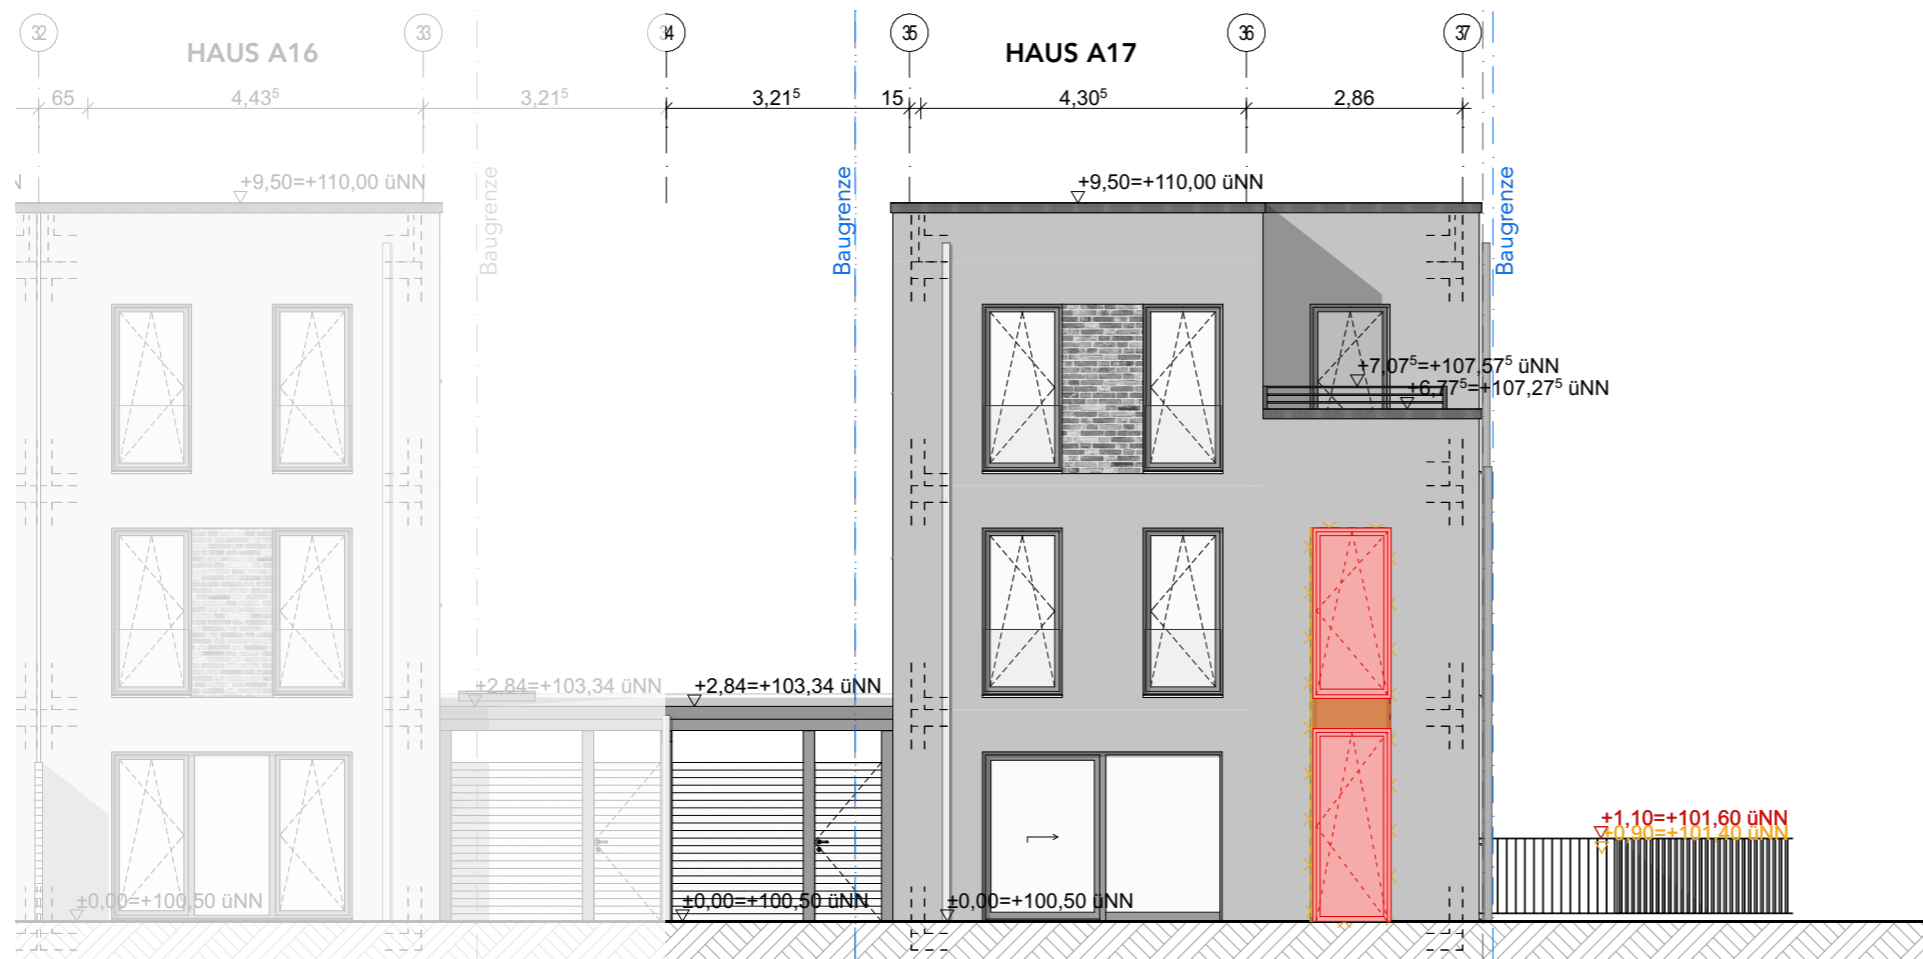 32
33
34
35
36
37
HAUS A16
HAUS A17
65
4,43⁵
3,21⁵
3,21⁵
15
4,30⁵
2,86
N
+9,50=+110,00 üNN
Baugrenze
Baugrenze
+9,50=+110,00 üNN
Baugrenze
+7,07⁵=+107,57⁵ üNN
+6,77⁵=+107,27⁵ üNN
+2,84=+103,34 üNN
+2,84=+103,34 üNN
+1,10=+101,60 üNN
+0,90=+101,40 üNN
±0,00=+100,50 üNN
±0,00=+100,50 üNN
±0,00=+100,50 üNN